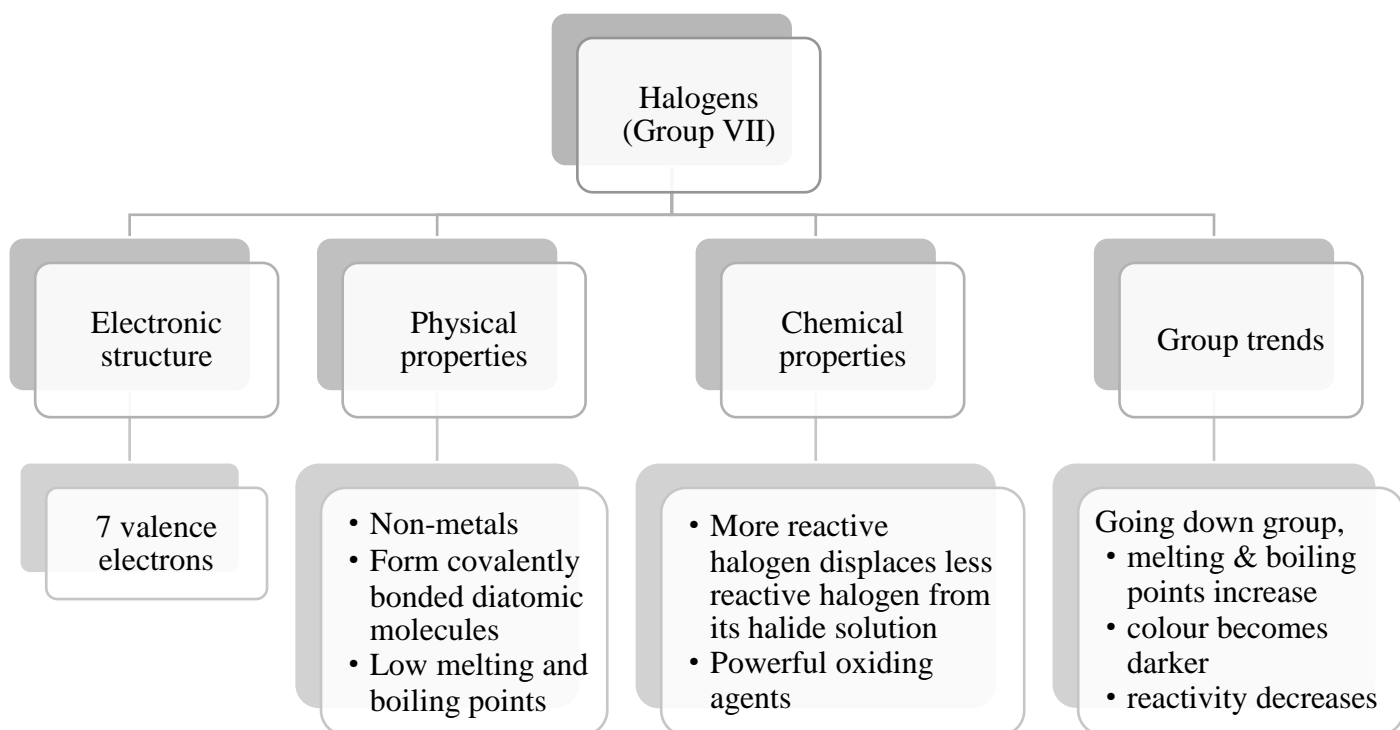 Halogens
(Group VII)
Electronic
structure
Physical
properties
Chemical
properties
Group trends
7 valence
electrons
• Non-metals
• Form covalently
bonded diatomic
molecules
• Low melting and
boiling points
• More reactive
halogen displaces less
reactive halogen from
its halide solution
• Powerful oxiding
agents
Going down group,
• melting & boiling
points increase
• colour becomes
darker
• reactivity decreases